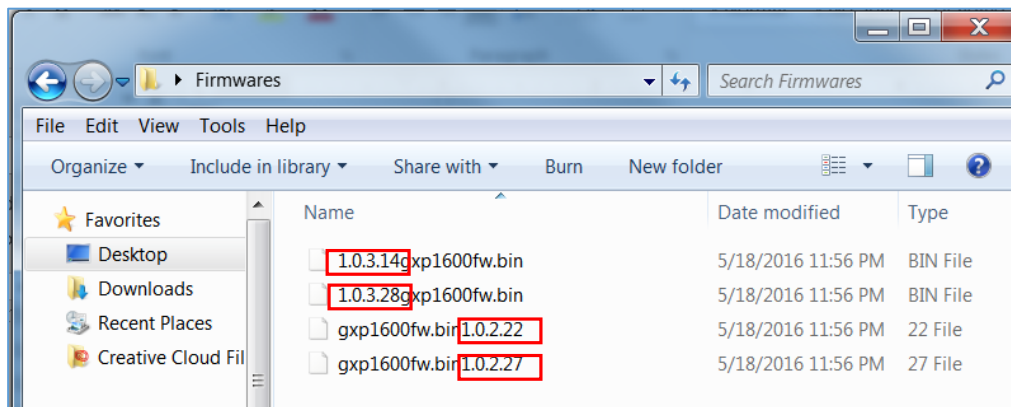 Firmwares
Search Firmwares
File Edit View Tools Help
Organize Include in library Share with Burn New folder
Favorites
Desktop
Downloads
Recent Places
Creative Cloud Fil
Name Date modified Type
1.0.3.14gxp1600fw.bin 5/18/2016 11:56 PM BIN File
1.0.3.28gxp1600fw.bin 5/18/2016 11:56 PM BIN File
gxp1600fw.bin1.0.2.22 5/18/2016 11:56 PM 22 File
gxp1600fw.bin1.0.2.27 5/18/2016 11:56 PM 27 File